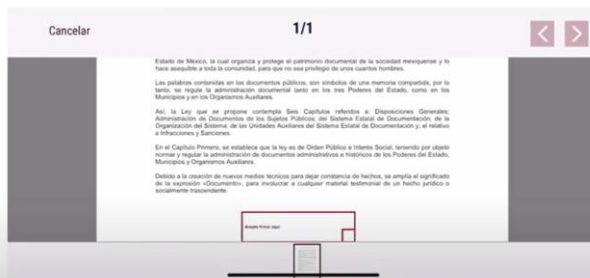 Cancelar
1/1
Estado de México, la cual organiza y protege el patrimonio documental de la sociedad mexiquense y lo
hace asequible a toda la comunidad, para que no sea privilegio de unos cuantos hombres.
Las palabras contenidas en los documentos públicos, son símbolos de una memoria compartida, por lo
tanto, se regula la administración documental tanto en los tres Poderes del Estado, como en los
Municipios y en los Organismos Auxiliares.
Así, la Ley que se propone contempla Seis Capítulos referidos a: Disposiciones Generales;
Administración de Documentos de los Sujetos Públicos; del Sistema Estatal de Documentación; de la
Organización del Sistema; de las Unidades Auxiliares del Sistema Estatal de Documentación y; el relativo
a Infracciones y Sanciones.
En el Capítulo Primero, se establece que la ley es de Orden Público e Interés Social, teniendo por objeto
normar y regular la administración de documentos administrativos e históricos de los Poderes del Estado,
Municipios y Organismos Auxiliares.
Debido a la creación de nuevos medios técnicos para dejar constancia de hechos, se amplía el significado
de la expresión «Documento», para involucrar a cualquier material testimonial de un hecho jurídico o
socialmente trascendente.
firmar aquí